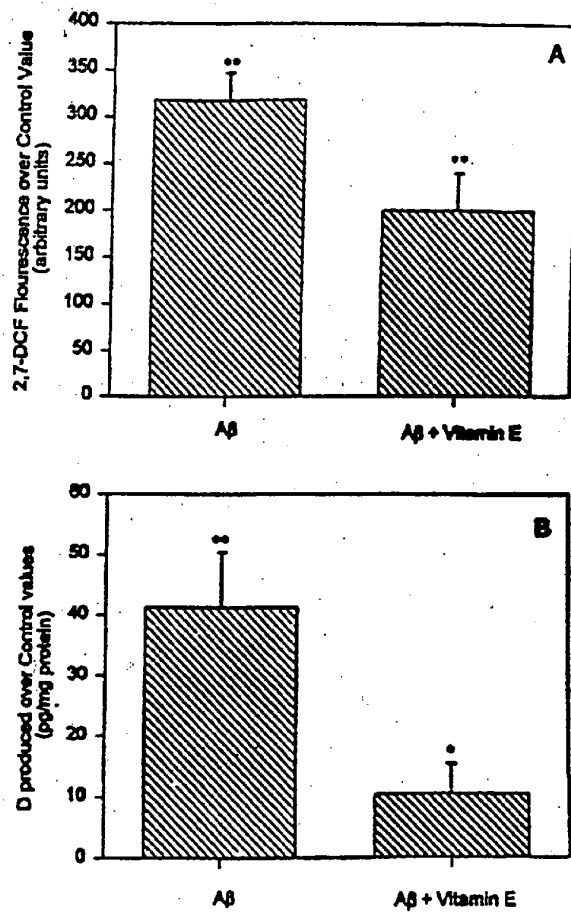 A
2,7-DCF Flourescance over Control Value
(arbitrary units)
400
350
300
250
200
150
100
50
0
**
**
Aβ
Aβ + Vitamin E
B
D produced over Control values
(pg/mg protein)
60
50
40
30
20
10
0
**
*
Aβ
Aβ + Vitamin E